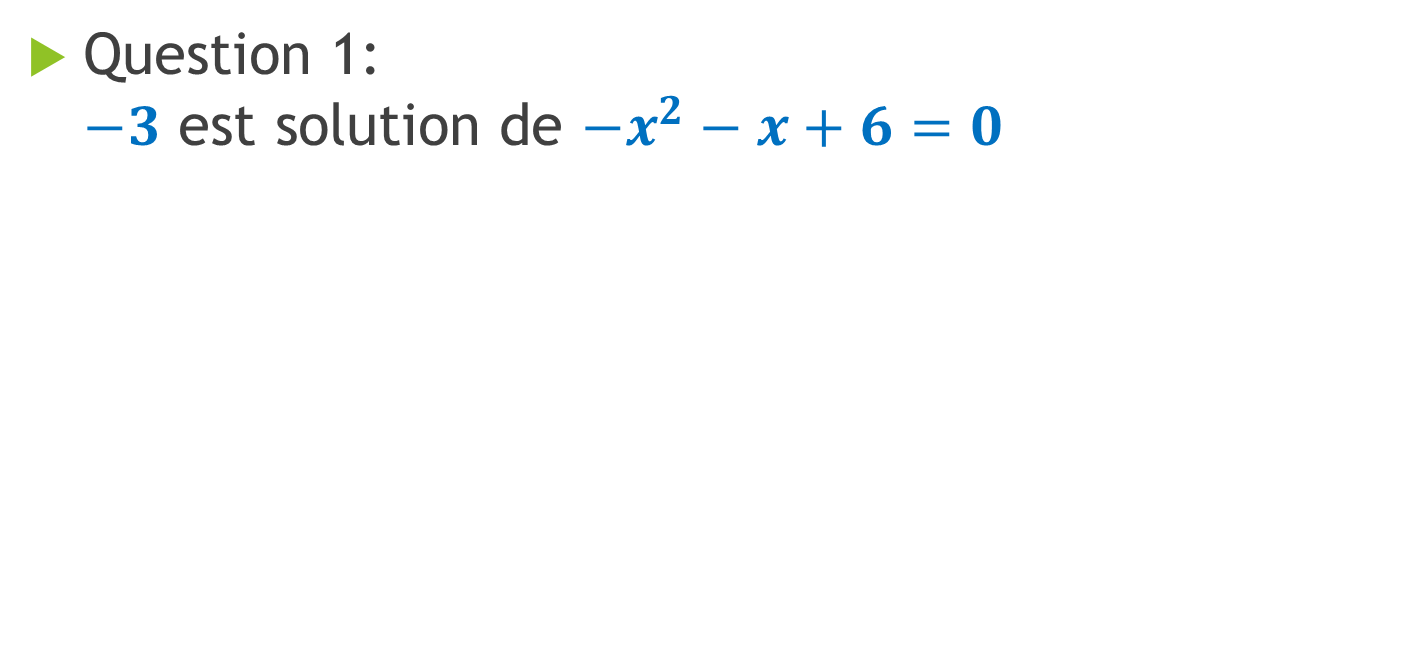 Question 1:
−3 est solution de −x² − x + 6 = 0